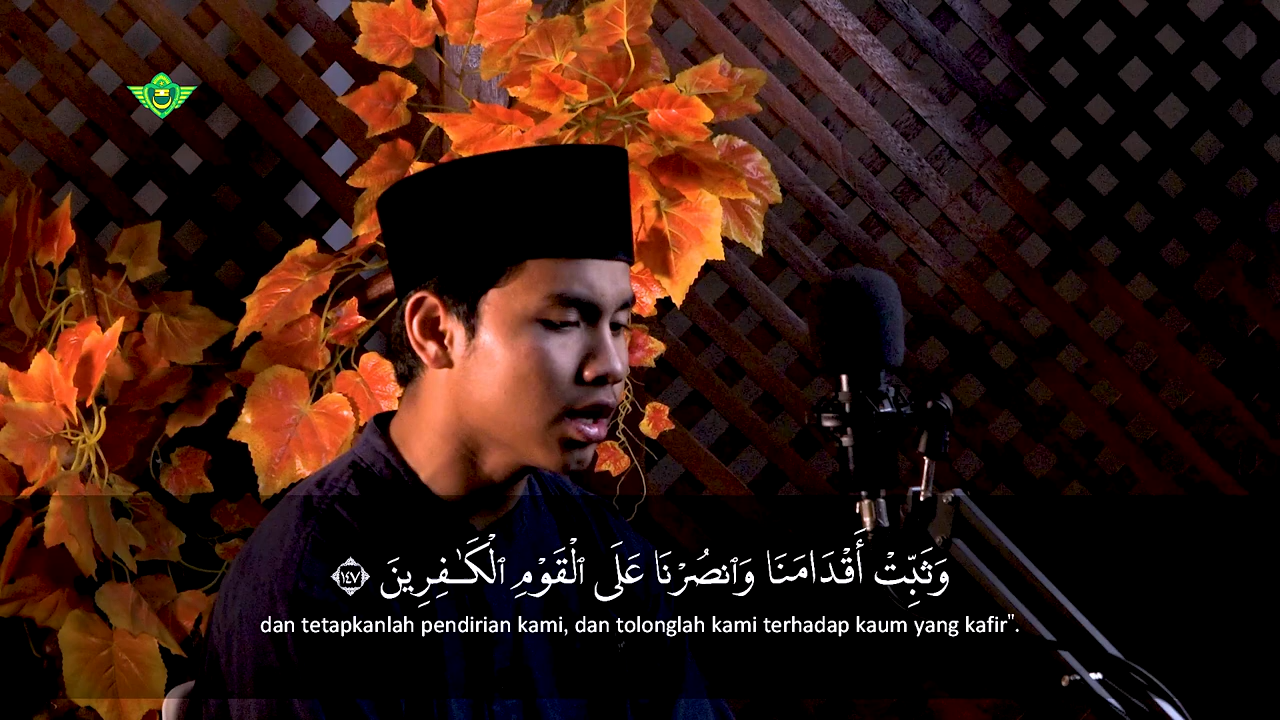 وَثَبِّتْ أَقْدَامَنَا وَٱنصُرْنَا عَلَى ٱلْقَوْمِ ٱلْكَـٰفِرِينَ ١٤٧
dan tetapkanlah pendirian kami, dan tolonglah kami terhadap kaum yang kafir".